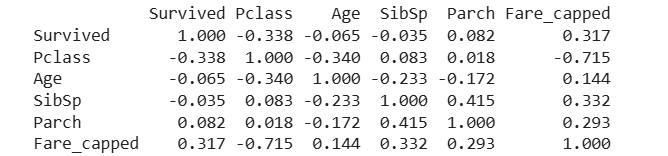 Survived Pclass Age SibSp Parch Fare_capped
Survived 1.000 -0.338 -0.065 -0.035 0.082 0.317
Pclass -0.338 1.000 -0.340 0.083 0.018 -0.715
Age -0.065 -0.340 1.000 -0.233 -0.172 0.144
SibSp -0.035 0.083 -0.233 1.000 0.415 0.332
Parch 0.082 0.018 -0.172 0.415 1.000 0.293
Fare_capped 0.317 -0.715 0.144 0.332 0.293 1.000